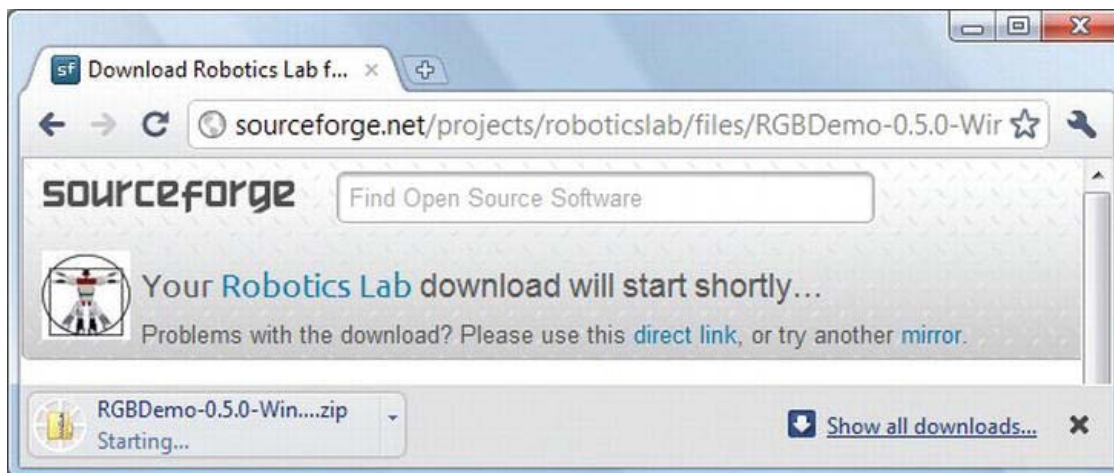 Download Robotics Lab f...
sourceforge.net/projects/roboticslab/files/RGBDemo-0.5.0-Wir
sourceforge
Find Open Source Software
Your Robotics Lab download will start shortly...
Problems with the download? Please use this direct link, or try another mirror.
RGBDemo-0.5.0-Win....zip
Starting...
Show all downloads...